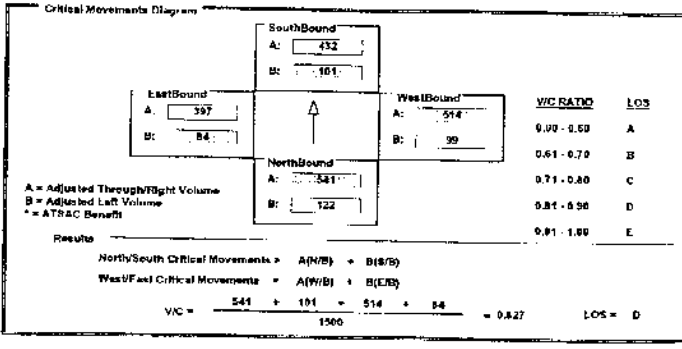 Critical Movements Diagram
SouthBound
A: 432
B: 101
EastBound
A: 397
B: 84
WestBound
A: 514
B: 99
NorthBound
A: 541
B: 122
V/C RATIO LOS
0.00 - 0.60 A
0.61 - 0.70 B
0.71 - 0.80 C
0.81 - 0.90 D
0.91 - 1.00 E
A = Adjusted Through/Right Volume
B = Adjusted Left Volume
* = ATSAC Benefit
Results
North/South Critical Movements = A(N/B) + B(S/B)
West/East Critical Movements = A(W/B) + B(E/B)
V/C = 541 + 101 + 514 + 84 = 0.827 LOS = D
1500